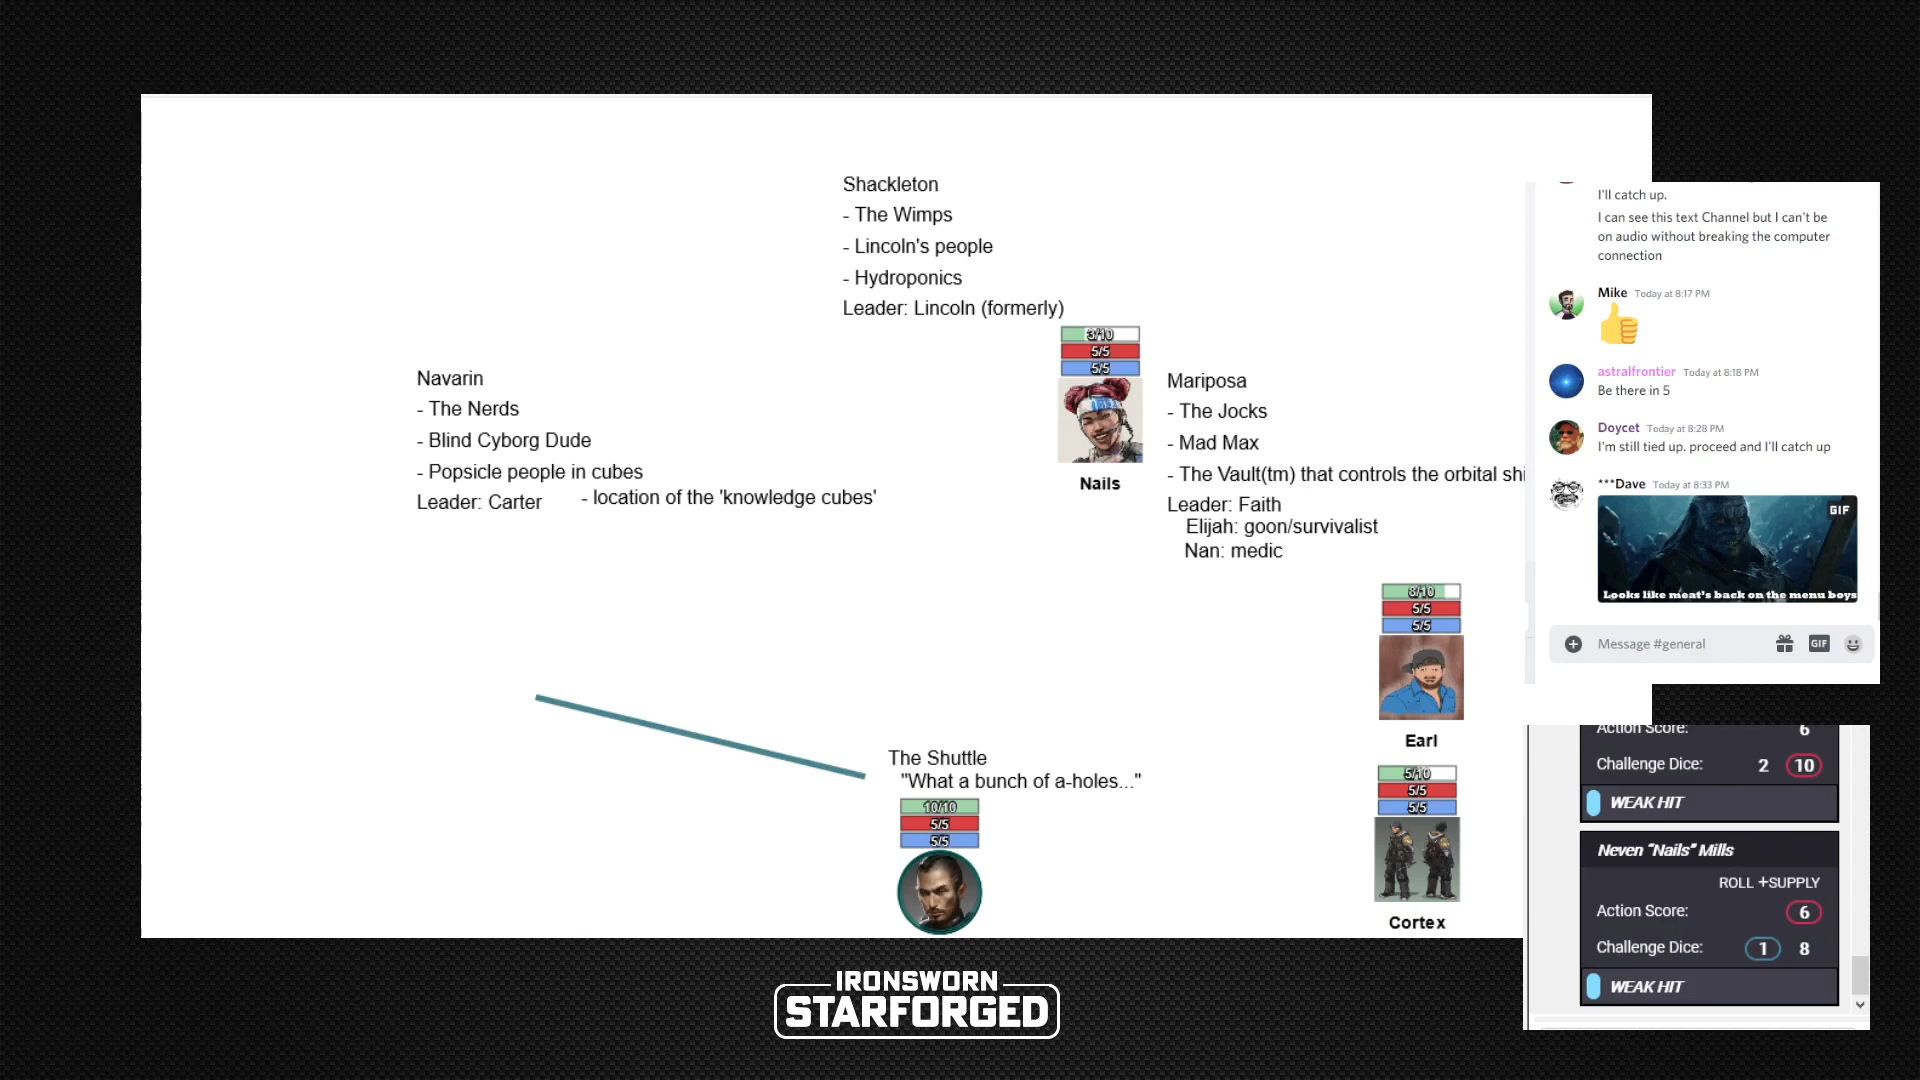 Shackleton
- The Wimps
- Lincoln's people
- Hydroponics
Leader: Lincoln (formerly)
3/10
5/5
5/5
Nails
Navarin
- The Nerds
- Blind Cyborg Dude
- Popsicle people in cubes
Leader: Carter
- location of the 'knowledge cubes'
Mariposa
- The Jocks
- Mad Max
- The Vault(tm) that controls the orbital shi
Leader: Faith
Elijah: goon/survivalist
Nan: medic
8/10
5/5
5/5
Earl
5/10
5/5
5/5
Cortex
The Shuttle
"What a bunch of a-holes..."
10/10
5/5
5/5
IRONSWORN
STARFORGED
I'll catch up.
I can see this text Channel but I can't be
on audio without breaking the computer
connection
Mike Today at 8:17 PM
astralfrontier Today at 8:18 PM
Be there in 5
Doycet Today at 8:28 PM
I'm still tied up. proceed and I'll catch up
***Dave Today at 8:33 PM
GIF
Looks like meat's back on the menu boys
Message #general
GIF
Action Score: 6
Challenge Dice: 2 10
WEAK HIT
Neven "Nails" Mills
ROLL +SUPPLY
Action Score: 6
Challenge Dice: 1 8
WEAK HIT